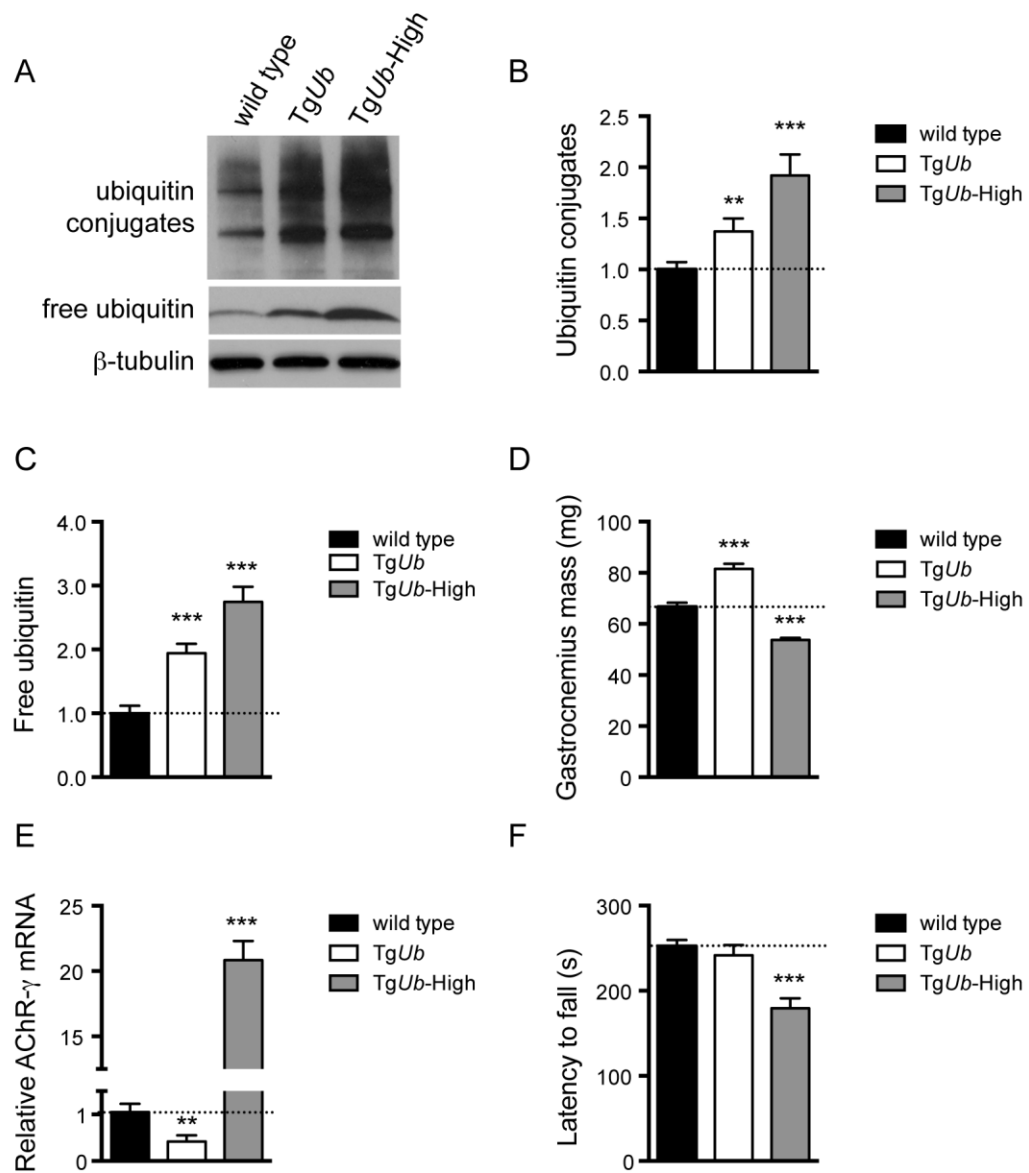 A
wild type
TgUb
TgUb-High
ubiquitin
conjugates
free ubiquitin
β-tubulin
B
Ubiquitin conjugates
2.5
2.0
1.5
1.0
0.5
0.0
**
***
wild type
TgUb
TgUb-High
C
Free ubiquitin
4.0
3.0
2.0
1.0
0.0
***
***
wild type
TgUb
TgUb-High
D
Gastrocnemius mass (mg)
100
80
60
40
20
0
***
***
wild type
TgUb
TgUb-High
E
Relative AChR-γ mRNA
25
20
15
1
0
**
***
wild type
TgUb
TgUb-High
F
Latency to fall (s)
300
200
100
0
***
wild type
TgUb
TgUb-High